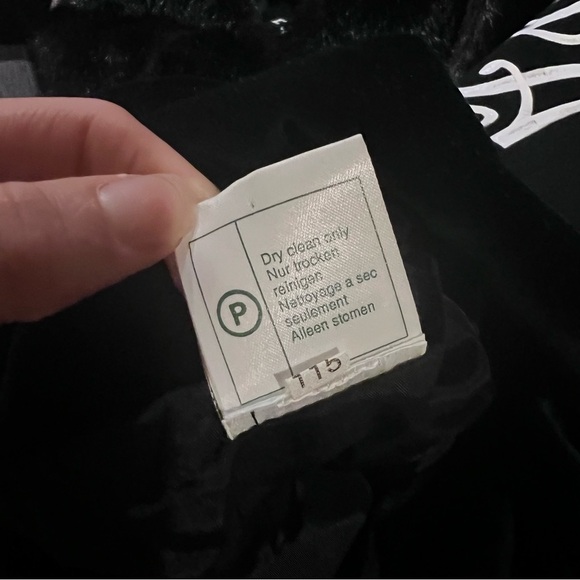 Dry clean only
Nur trocken
reinigen
Nettoyage a sec
seulement
Alleen stomen
P
115